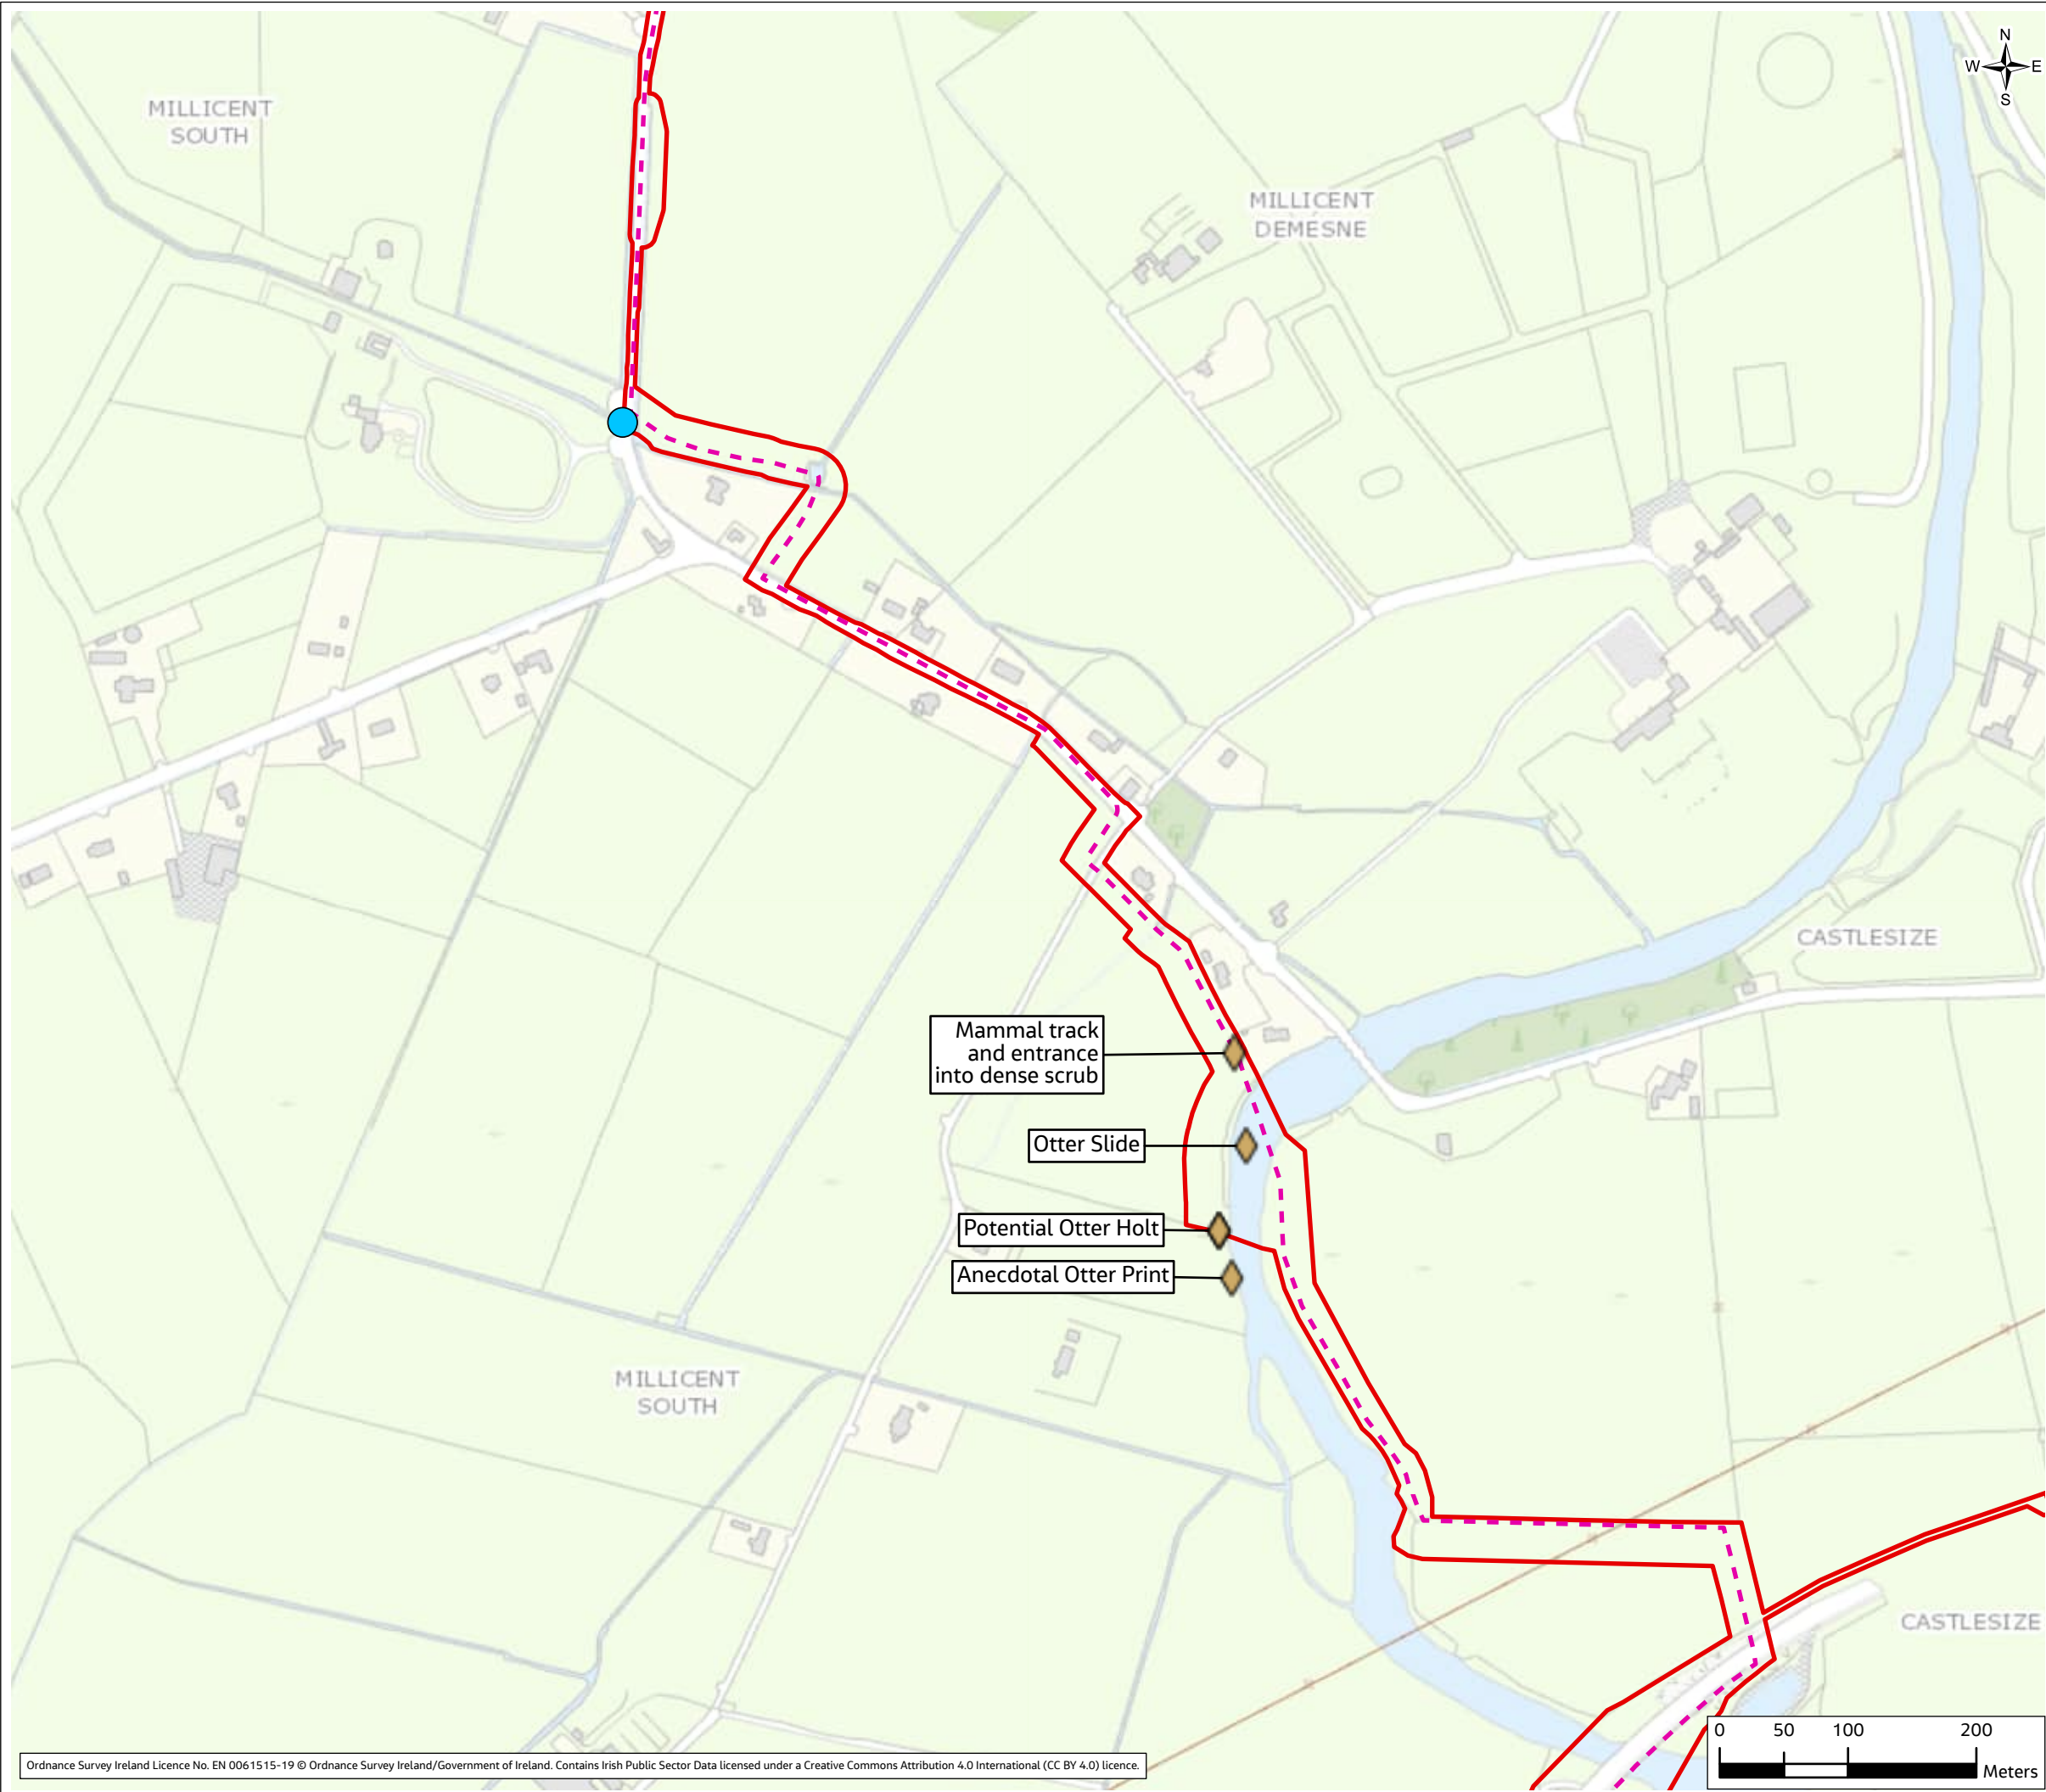 N
W
E
S
MILLICENT
SOUTH
MILLICENT
DEMESNE
CASTLESIZE
Mammal track
and entrance
into dense scrub
Otter Slide
Potential Otter Holt
Anecdotal Otter Print
MILLICENT
SOUTH
CASTLESIZE
0 50 100 200
Meters
Ordnance Survey Ireland Licence No. EN 0061515-19 © Ordnance Survey Ireland/Government of Ireland. Contains Irish Public Sector Data licensed under a Creative Commons Attribution 4.0 International (CC BY 4.0) licence.